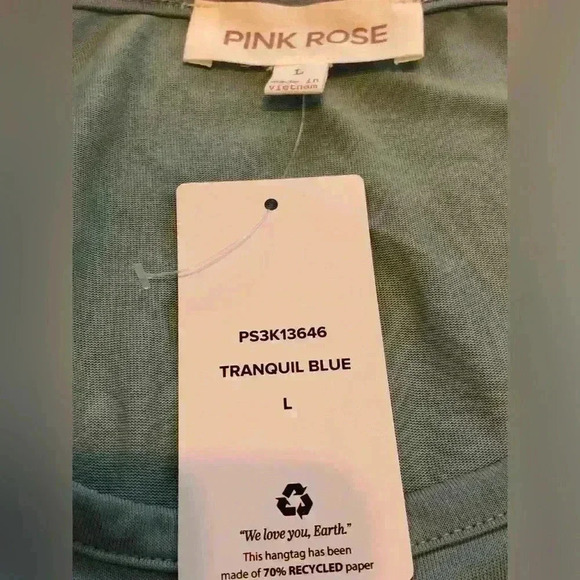 PINK ROSE
L
made in
Vietnam
PS3K13646
TRANQUIL BLUE
L
"We love you, Earth."
This hangtag has been
made of 70% RECYCLED paper